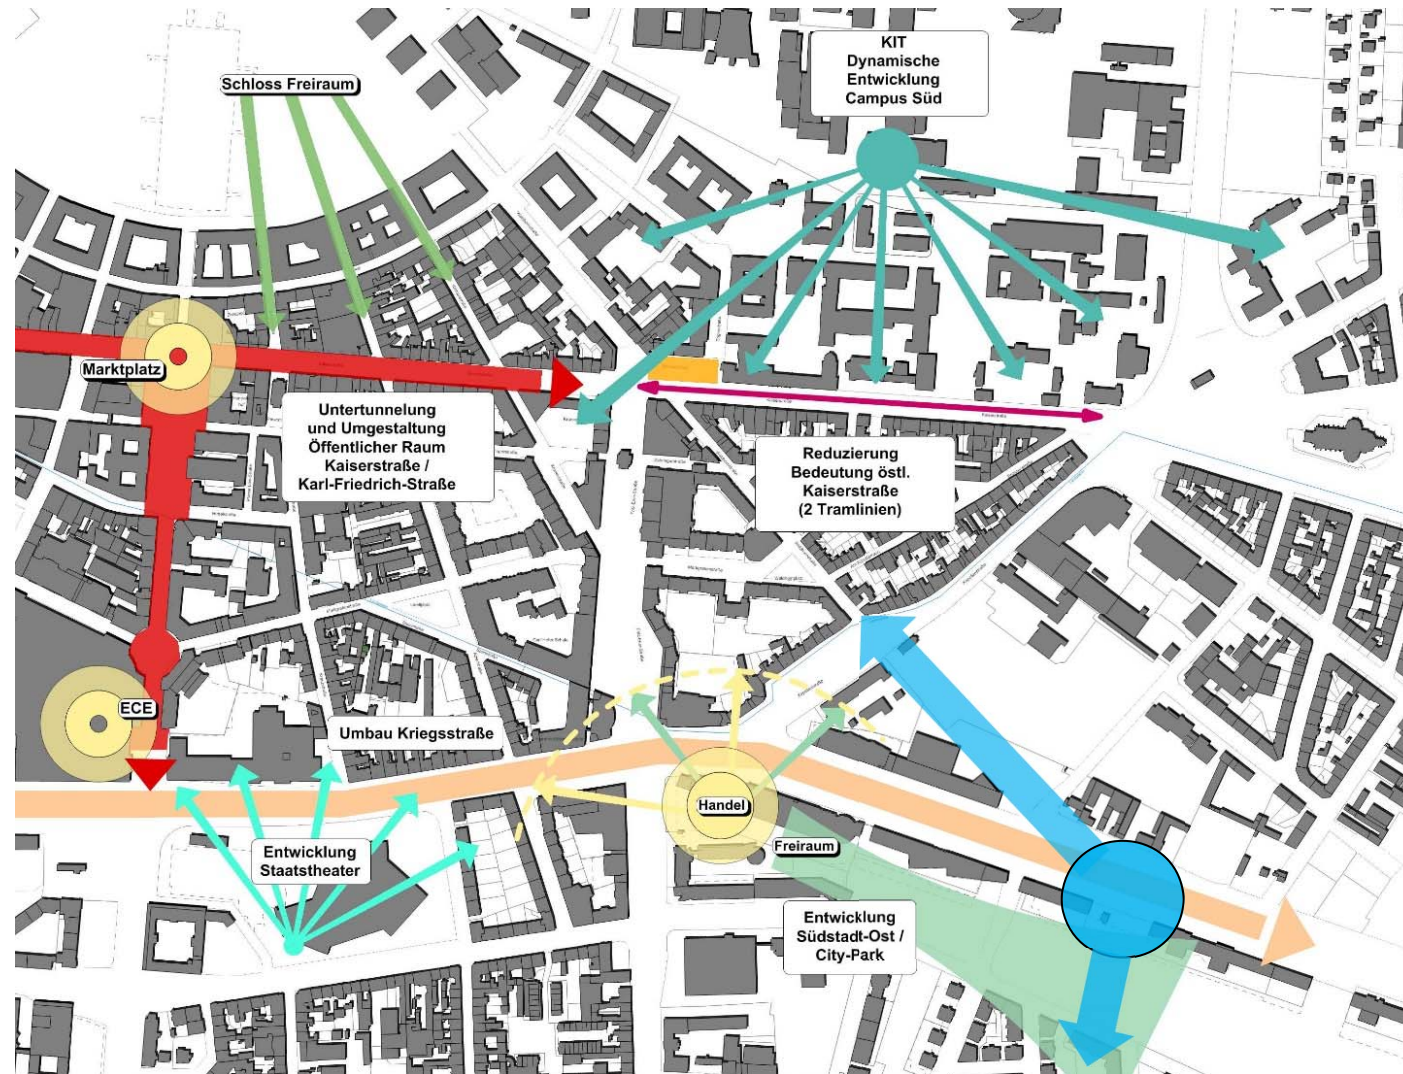 KIT
Dynamische
Entwicklung
Campus Süd
Schloss Freiraum
Marktplatz
Untertunnelung
und Umgestaltung
Öffentlicher Raum
Kaiserstraße /
Karl-Friedrich-Straße
Reduzierung
Bedeutung östl.
Kaiserstraße
(2 Tramlinien)
ECE
Umbau Kriegsstraße
Handel
Freiraum
Entwicklung
Staatstheater
Entwicklung
Südstadt-Ost /
City-Park